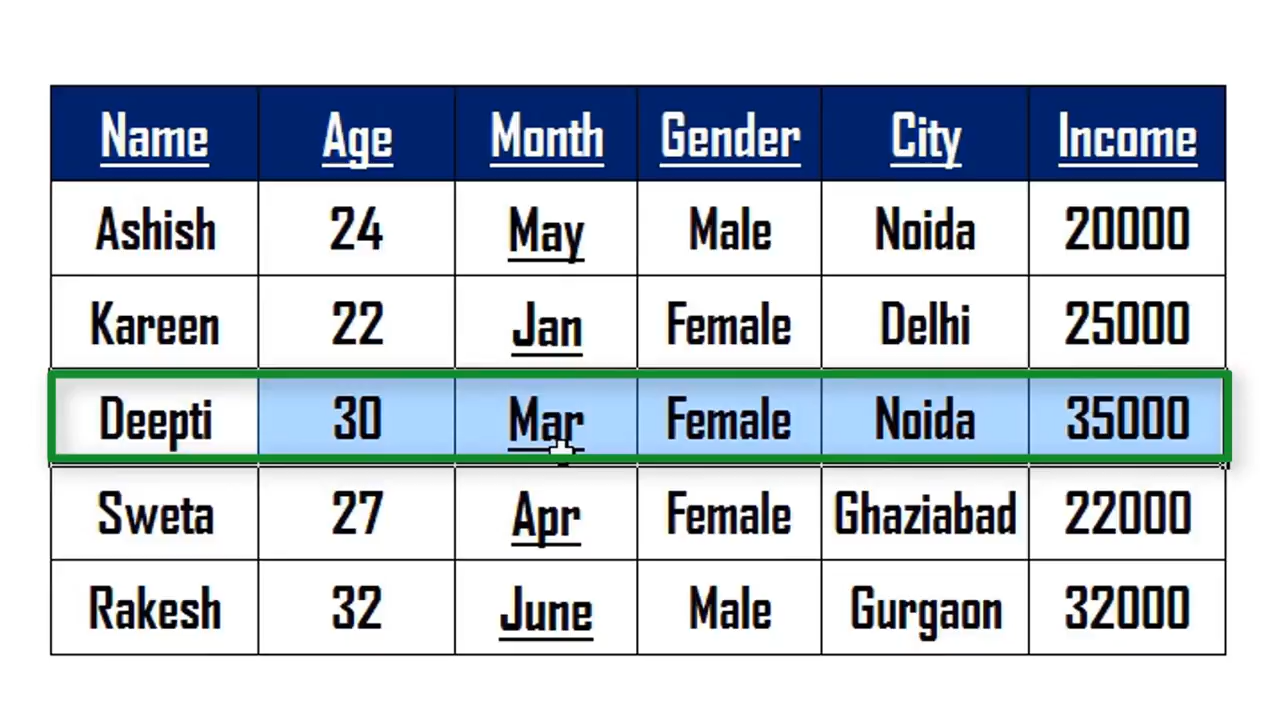 Name Age Month Gender City Income
Ashish 24 May Male Noida 20000
Kareen 22 Jan Female Delhi 25000
Deepti 30 Mar Female Noida 35000
Sweta 27 Apr Female Ghaziabad 22000
Rakesh 32 June Male Gurgaon 32000